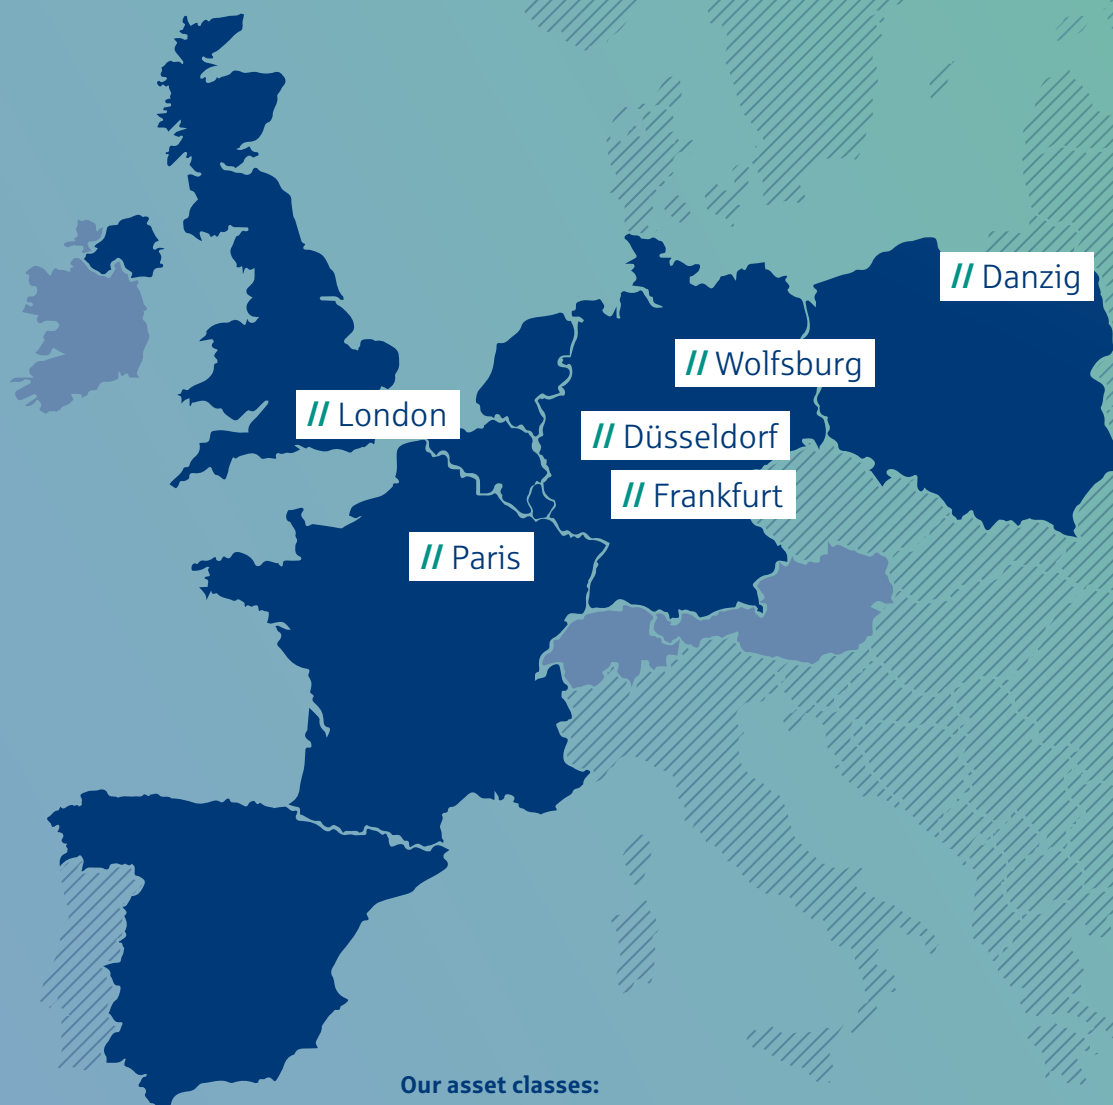 // Danzig
// Wolfsburg
// London
// Düsseldorf
// Frankfurt
// Paris
Our asset classes: